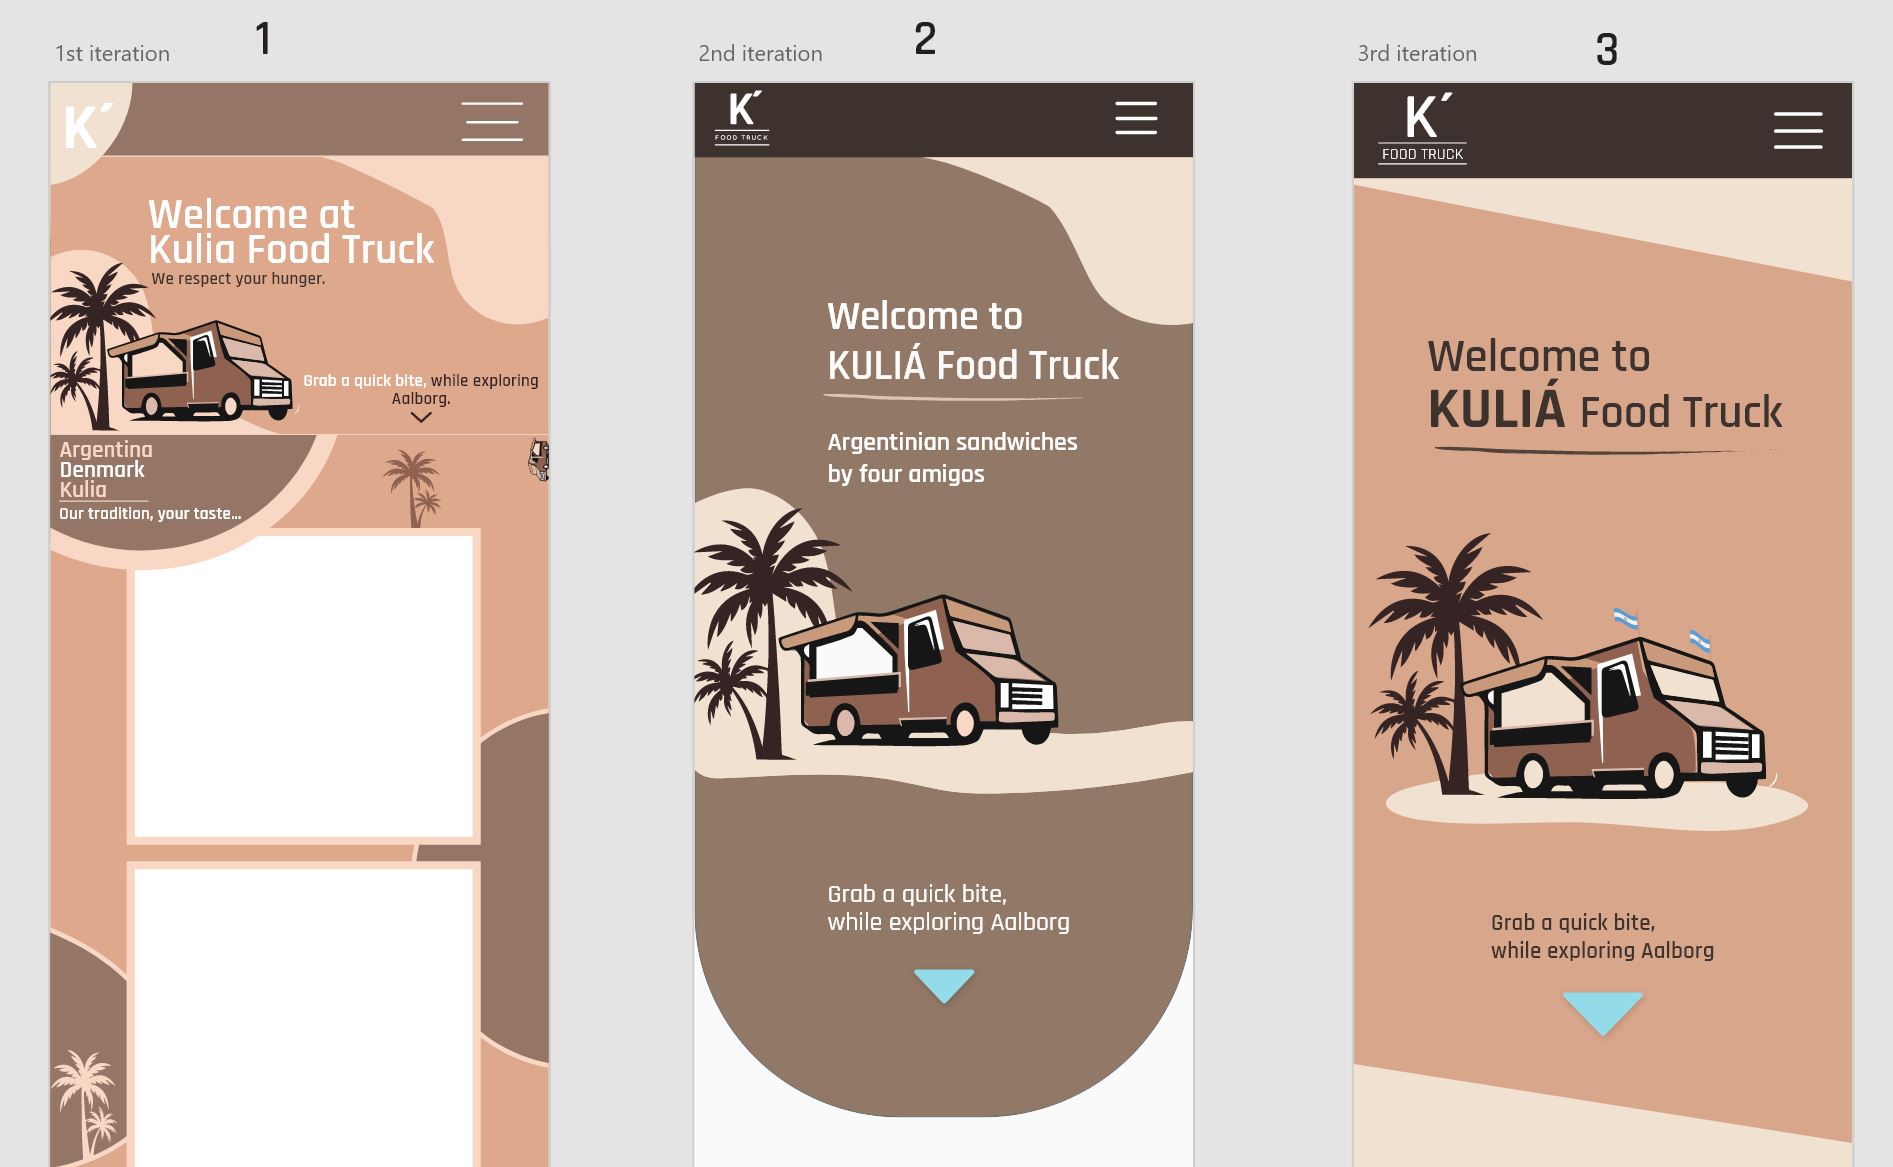 1st iteration
1
K´
Welcome at
Kulia Food Truck
We respect your hunger.
Grab a quick bite, while exploring
Aalborg.
Argentina
Denmark
Kulia
Our tradition, your taste...
2nd iteration
2
K´
FOOD TRUCK
Welcome to
KULIÁ Food Truck
Argentinian sandwiches
by four amigos
Grab a quick bite,
while exploring Aalborg
3rd iteration
3
K´
FOOD TRUCK
Welcome to
KULIÁ Food Truck
Grab a quick bite,
while exploring Aalborg